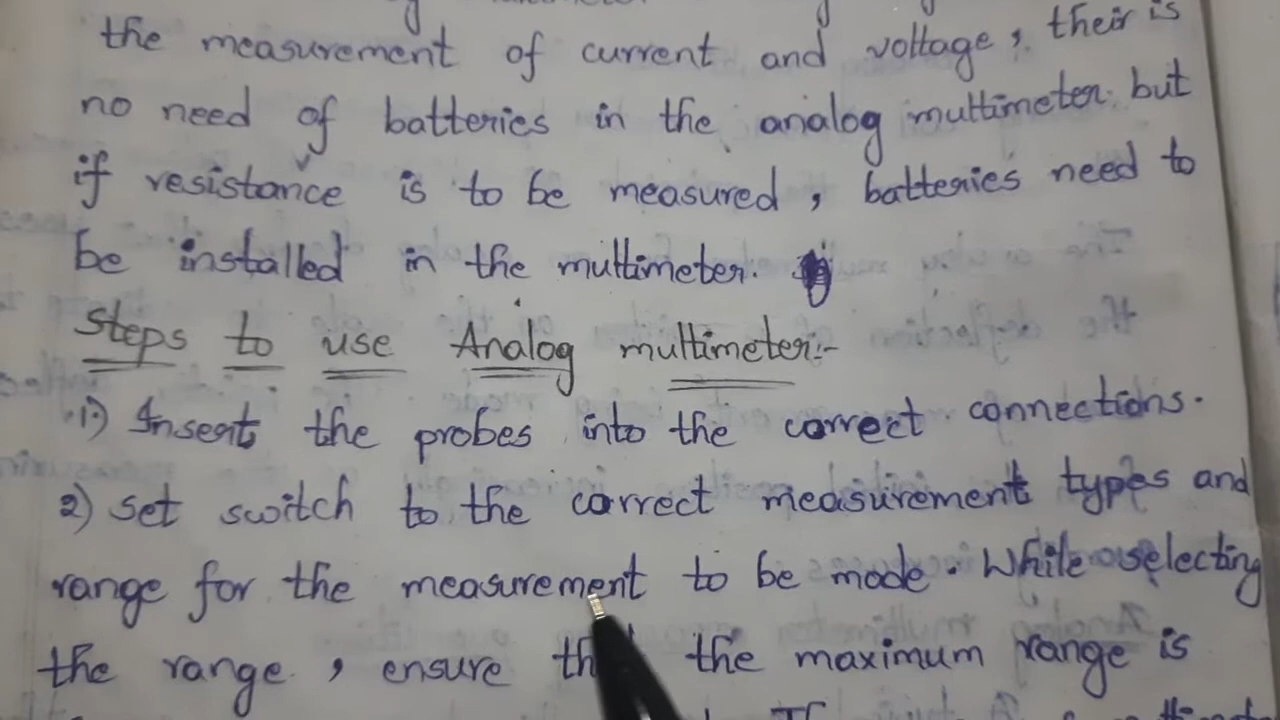 the measurement of current and voltage, their is
no need of batteries in the analog multimeter. but
if resistance is to be measured, batteries need to
be installed in the multimeter.
Steps to use Analog multimeter:-
1) Insert the probes into the correct connections.
2) set switch to the correct measurement types and
range for the measurement to be made. While selecting
the range, ensure the maximum range is